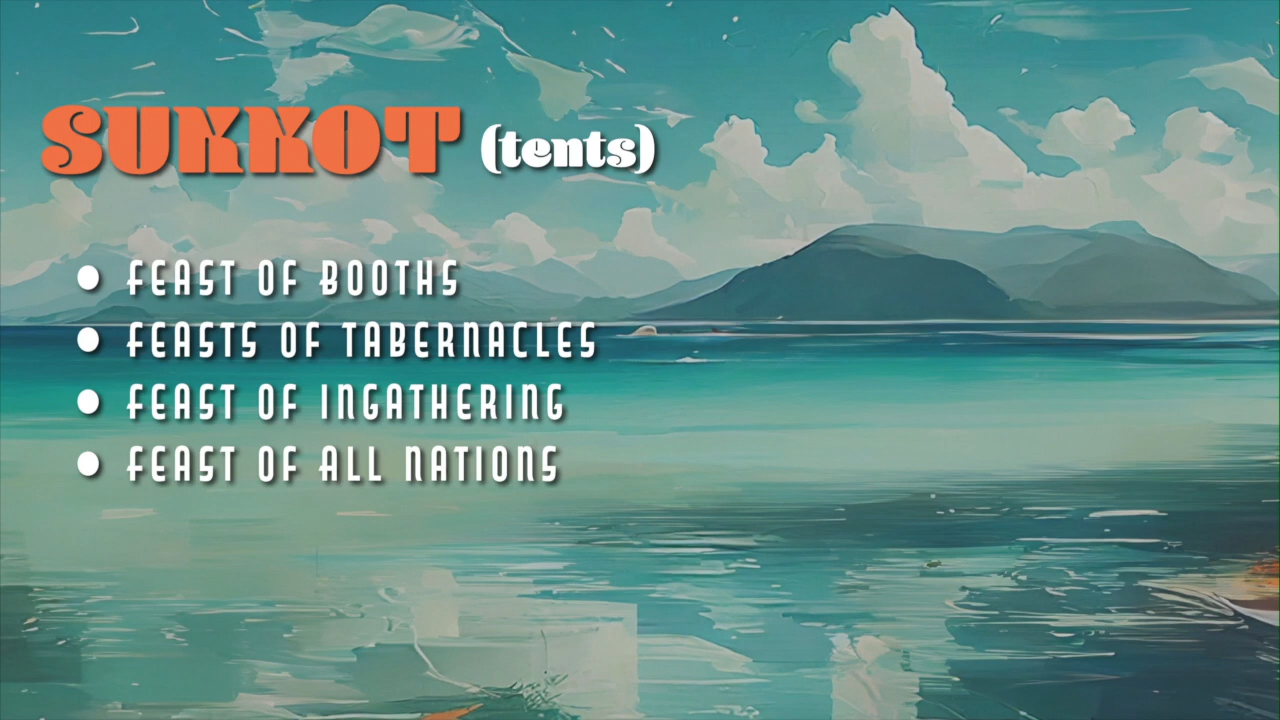 SUKKOT (tents)
• FEAST OF BOOTHS
• FEASTS OF TABERNACLES
• FEAST OF INGATHERING
• FEAST OF ALL NATIONS